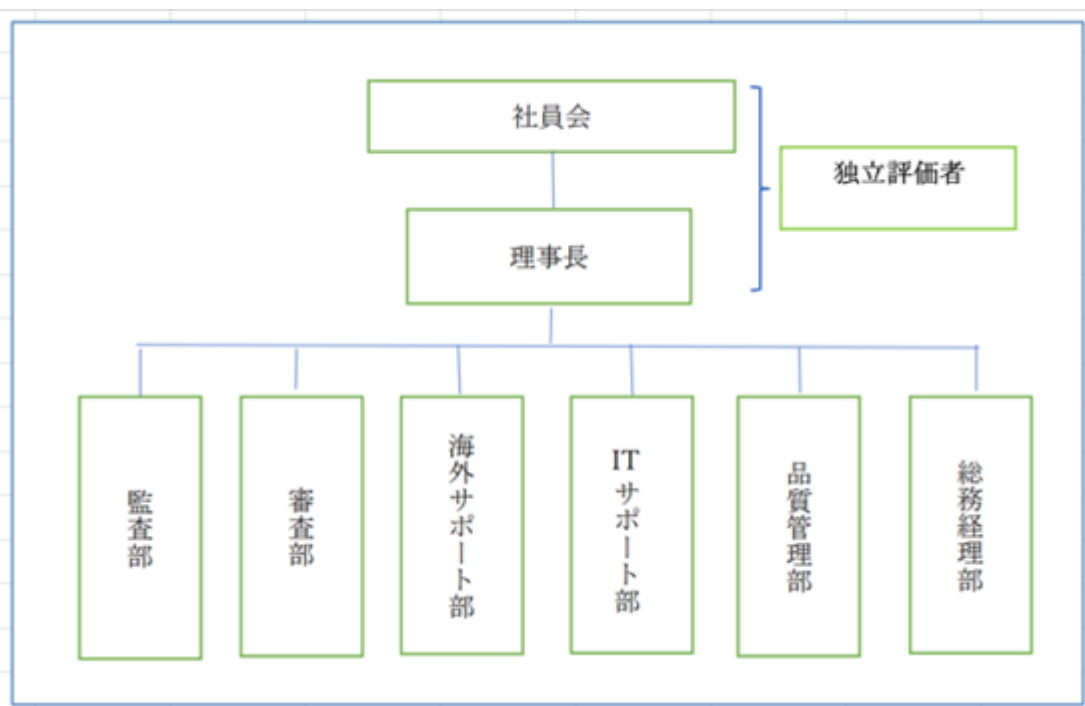 社員会
独立評価者
理事長
監査部
審査部
海外サポート部
IT
サポート部
品質管理部
総務経理部